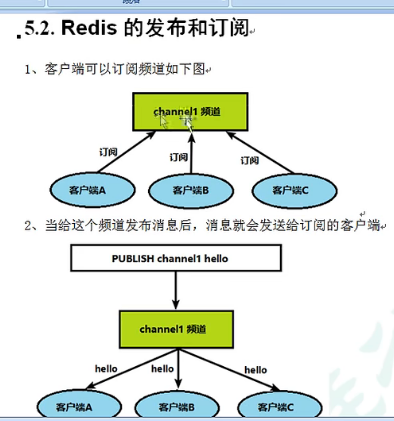 5.2. Redis 的发布和订阅
1、客户端可以订阅频道如下图
channel1 频道
订阅
订阅
订阅
客户端A
客户端B
客户端C
2、当给这个频道发布消息后，消息就会发送给订阅的客户端
PUBLISH channel1 hello
channel1 频道
hello
hello
hello
客户端A
客户端B
客户端C